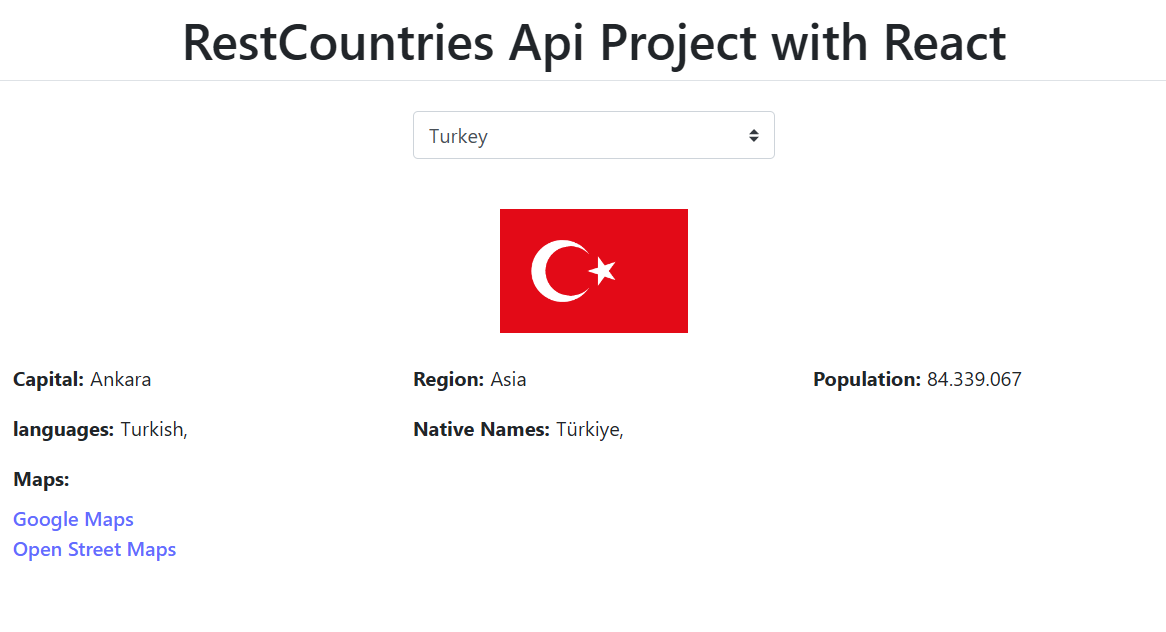 RestCountries Api Project with React
Turkey
Capital: Ankara
Region: Asia
Population: 84.339.067
languages: Turkish,
Native Names: Türkiye,
Maps:
Google Maps
Open Street Maps